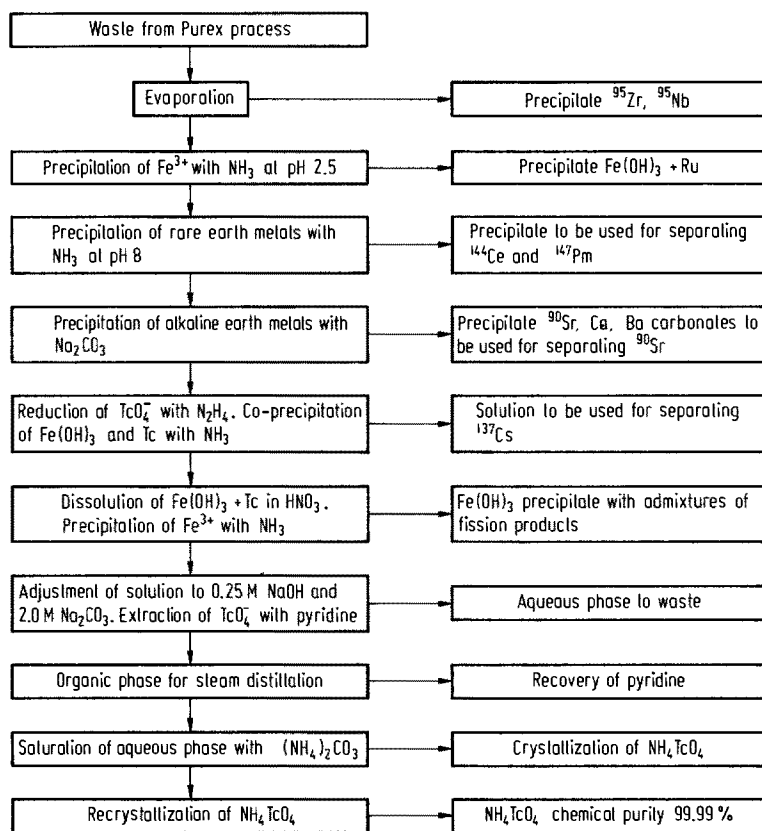 Waste from Purex process
Evaporation
Precipitate ⁹⁵Zr, ⁹⁵Nb
Precipitation of Fe³⁺ with NH₃ at pH 2.5
Precipitate Fe(OH)₃ + Ru
Precipitation of rare earth metals with
NH₃ at pH 8
Precipitate to be used for separating
¹⁴⁴Ce and ¹⁴⁷Pm
Precipitation of alkaline earth metals with
Na₂CO₃
Precipitate ⁹⁰Sr, Ca, Ba carbonates to
be used for separating ⁹⁰Sr
Reduction of TcO₄⁻ with N₂H₄. Co-precipitation
of Fe(OH)₃ and Tc with NH₃
Solution to be used for separating
¹³⁷Cs
Dissolution of Fe(OH)₃ + Tc in HNO₃.
Precipitation of Fe³⁺ with NH₃
Fe(OH)₃ precipitate with admixtures of
fission products
Adjustment of solution to 0.25 M NaOH and
2.0 M Na₂CO₃. Extraction of TcO₄⁻ with pyridine
Aqueous phase to waste
Organic phase for steam distillation
Recovery of pyridine
Saturation of aqueous phase with (NH₄)₂CO₃
Crystallization of NH₄TcO₄
Recrystallization of NH₄TcO₄
NH₄TcO₄ chemical purity 99.99 %